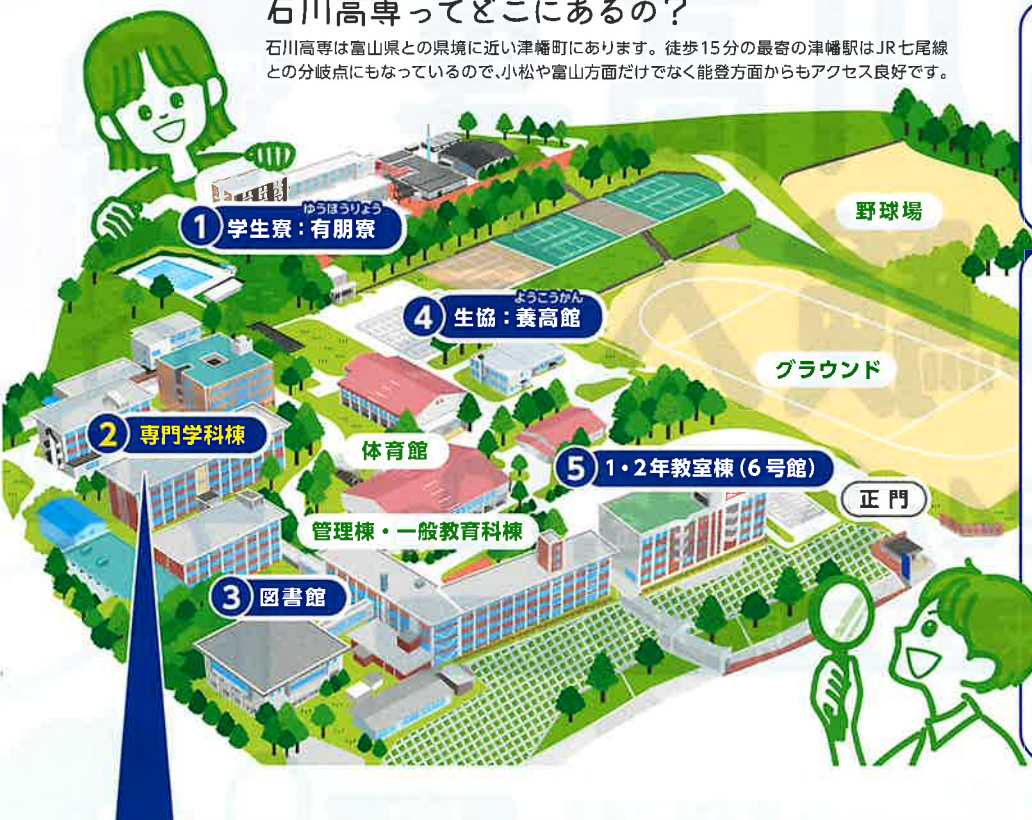 石川高専ってどこにあるの？
石川高専は富山県との県境に近い津幡町にあります。徒歩15分の最寄の津幡駅はJR七尾線
との分岐点にもなっているので、小松や富山方面だけでなく能登方面からもアクセス良好です。
野球場
ゆうほうりょう
1 学生寮：有朋寮
ようこうかん
4 生協：養高館
グラウンド
2 専門学科棟
体育館
5 1・2年教室棟（6号館）
正門
管理棟・一般教育科棟
3 図書館